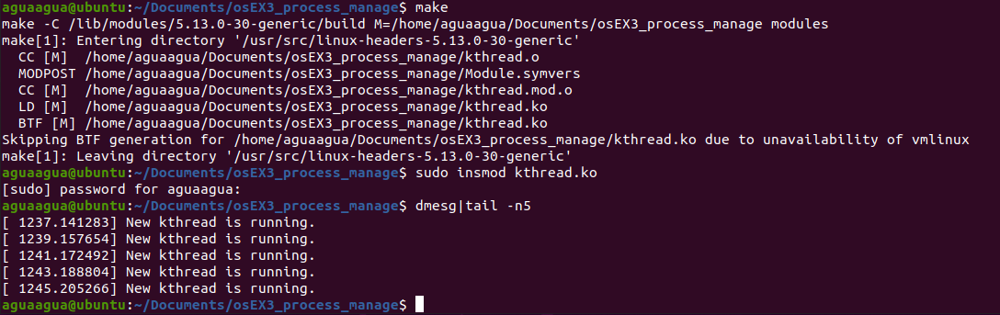 aguaagua@ubuntu:~/Documents/osEX3_process_manage$ make
make -C /lib/modules/5.13.0-30-generic/build M=/home/aguaagua/Documents/osEX3_process_manage modules
make[1]: Entering directory '/usr/src/linux-headers-5.13.0-30-generic'
  CC [M]  /home/aguaagua/Documents/osEX3_process_manage/kthread.o
  MODPOST /home/aguaagua/Documents/osEX3_process_manage/Module.symvers
  CC [M]  /home/aguaagua/Documents/osEX3_process_manage/kthread.mod.o
  LD [M]  /home/aguaagua/Documents/osEX3_process_manage/kthread.ko
  BTF [M] /home/aguaagua/Documents/osEX3_process_manage/kthread.ko
Skipping BTF generation for /home/aguaagua/Documents/osEX3_process_manage/kthread.ko due to unavailability of vmlinux
make[1]: Leaving directory '/usr/src/linux-headers-5.13.0-30-generic'
aguaagua@ubuntu:~/Documents/osEX3_process_manage$ sudo insmod kthread.ko
[sudo] password for aguaagua:
aguaagua@ubuntu:~/Documents/osEX3_process_manage$ dmesg|tail -n5
[ 1237.141283] New kthread is running.
[ 1239.157654] New kthread is running.
[ 1241.172492] New kthread is running.
[ 1243.188804] New kthread is running.
[ 1245.205266] New kthread is running.
aguaagua@ubuntu:~/Documents/osEX3_process_manage$